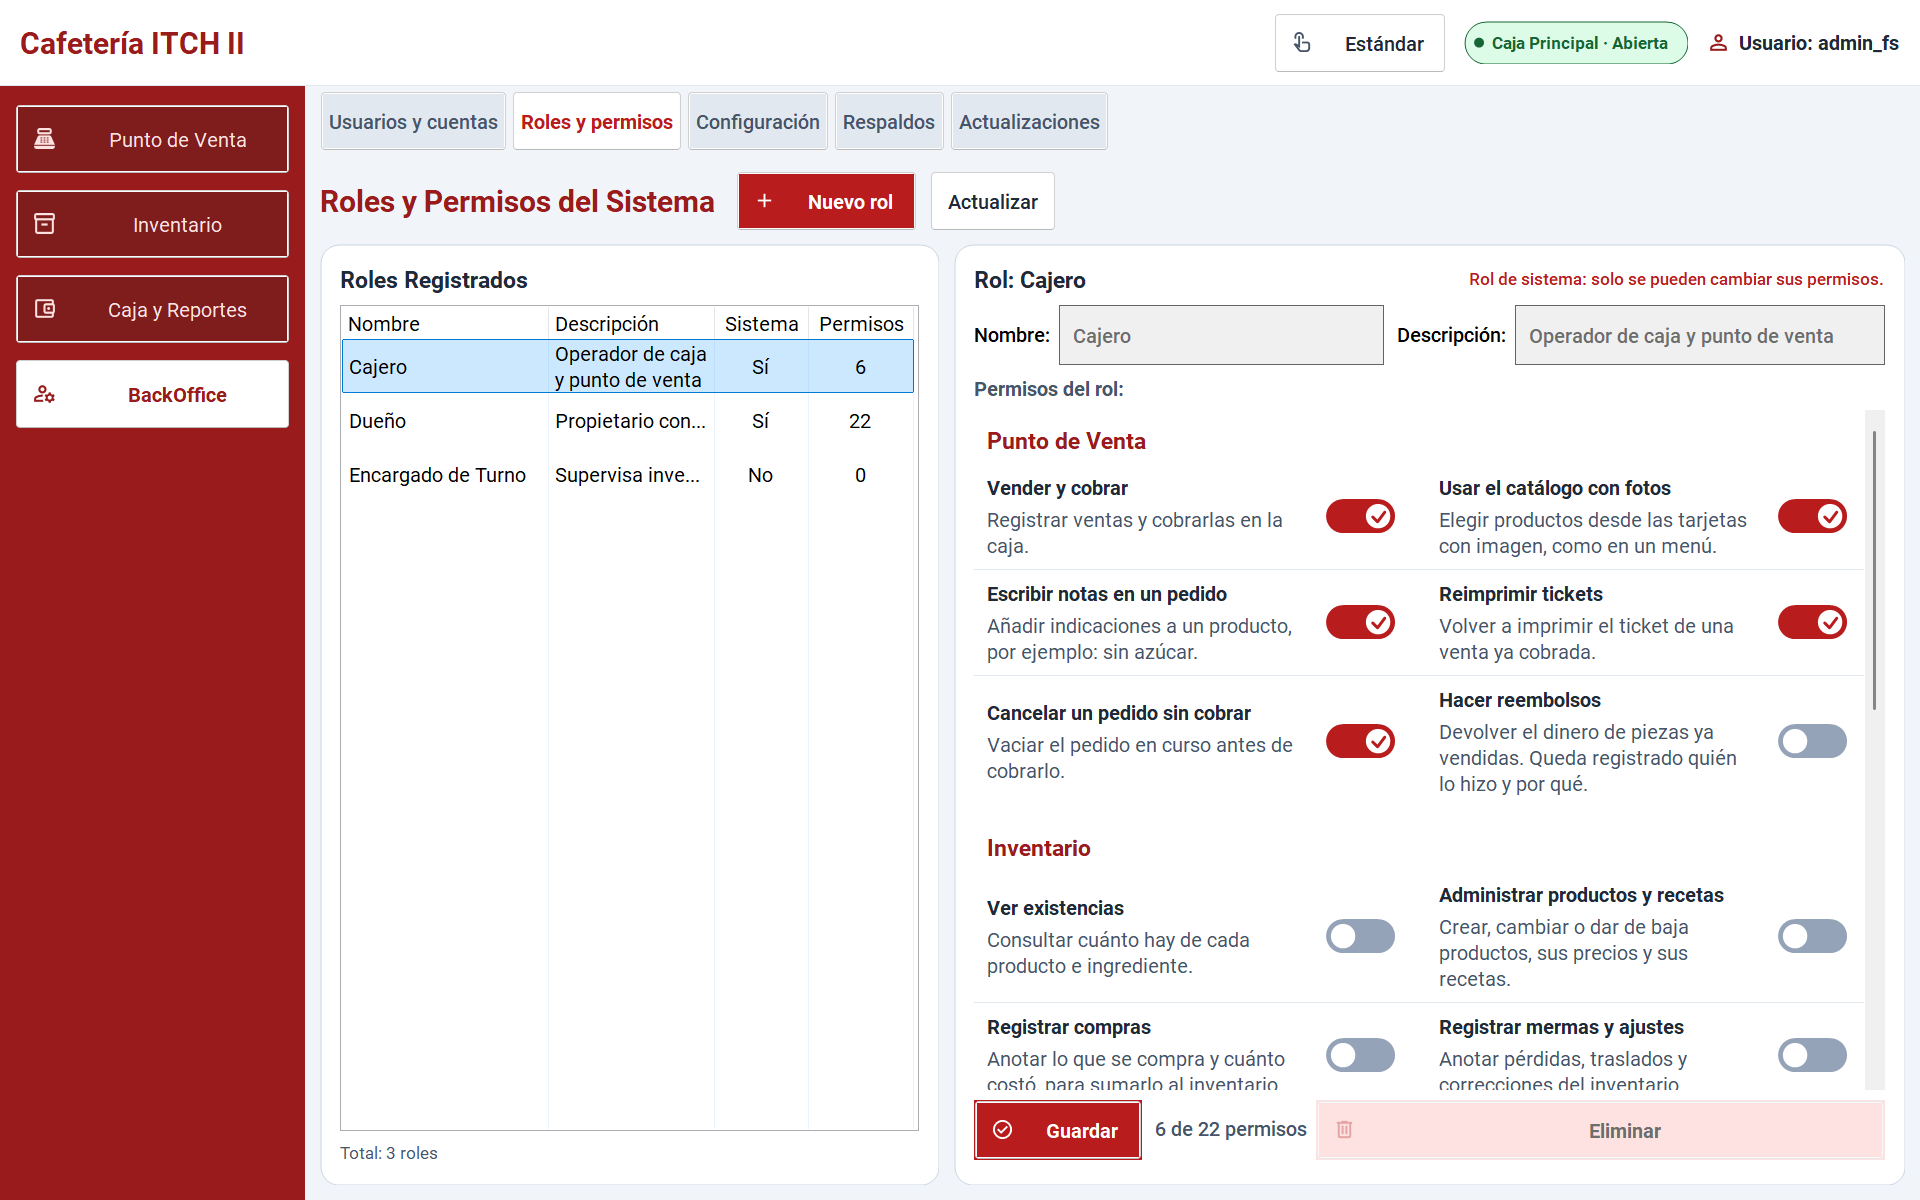 Cafetería ITCH II
Estándar
Caja Principal · Abierta
Usuario: admin_fs
Punto de Venta
Inventario
Caja y Reportes
BackOffice
Usuarios y cuentas
Roles y permisos
Configuración
Respaldos
Actualizaciones
Roles y Permisos del Sistema
Nuevo rol
Actualizar
Roles Registrados
Nombre Descripción Sistema Permisos
Cajero Operador de caja y punto de venta Sí 6
Dueño Propietario con... Sí 22
Encargado de Turno Supervisa inve... No 0
Total: 3 roles
Rol: Cajero
Rol de sistema: solo se pueden cambiar sus permisos.
Nombre: Cajero
Descripción: Operador de caja y punto de venta
Permisos del rol:
Punto de Venta
Vender y cobrar
Registrar ventas y cobrarlas en la
caja.
Usar el catálogo con fotos
Elegir productos desde las tarjetas
con imagen, como en un menú.
Escribir notas en un pedido
Añadir indicaciones a un producto,
por ejemplo: sin azúcar.
Reimprimir tickets
Volver a imprimir el ticket de una
venta ya cobrada.
Cancelar un pedido sin cobrar
Vaciar el pedido en curso antes de
cobrarlo.
Hacer reembolsos
Devolver el dinero de piezas ya
vendidas. Queda registrado quién
lo hizo y por qué.
Inventario
Ver existencias
Consultar cuánto hay de cada
producto e ingrediente.
Administrar productos y recetas
Crear, cambiar o dar de baja
productos, sus precios y sus
recetas.
Registrar compras
Anotar lo que se compra y cuánto
costó, para sumarlo al inventario
Registrar mermas y ajustes
Anotar pérdidas, traslados y
correcciones del inventario
Guardar
6 de 22 permisos
Eliminar